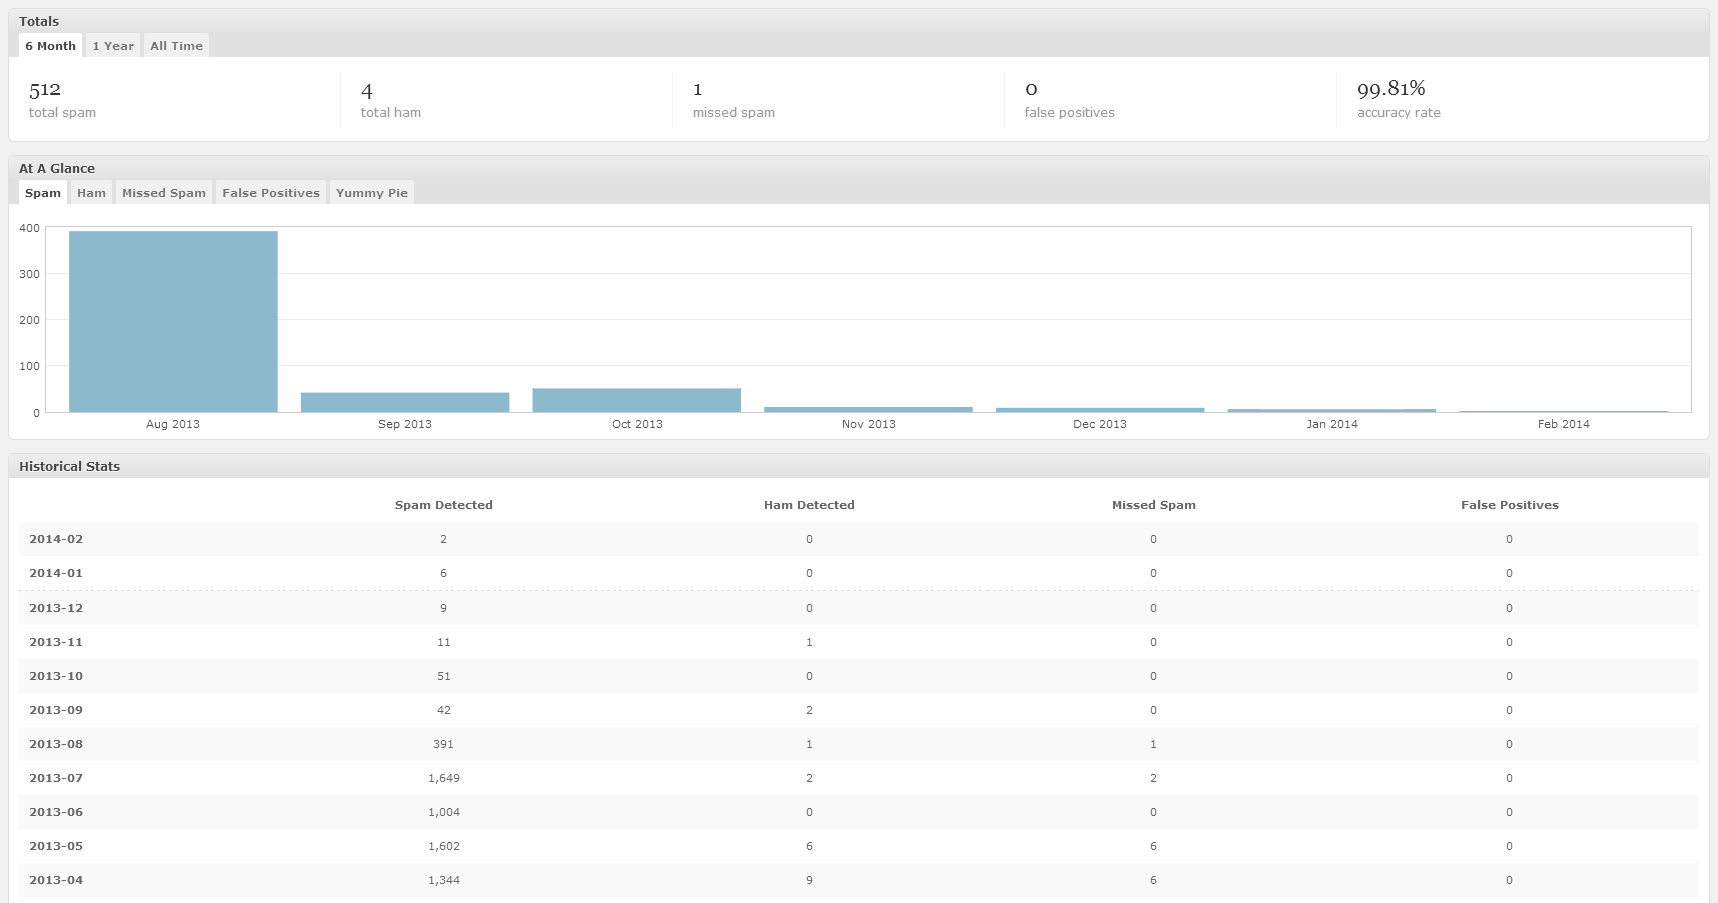 Totals
6 Month 1 Year All Time
512 4 1 0 99.81%
total spam total ham missed spam false positives accuracy rate
At A Glance
Spam Ham Missed Spam False Positives Yummy Pie
400
300
200
100
0
Aug 2013 Sep 2013 Oct 2013 Nov 2013 Dec 2013 Jan 2014 Feb 2014
Historical Stats
Spam Detected Ham Detected Missed Spam False Positives
2014-02 2 0 0 0
2014-01 6 0 0 0
2013-12 9 0 0 0
2013-11 11 1 0 0
2013-10 51 0 0 0
2013-09 42 2 0 0
2013-08 391 1 1 0
2013-07 1,649 2 2 0
2013-06 1,004 0 0 0
2013-05 1,602 6 6 0
2013-04 1,344 9 6 0